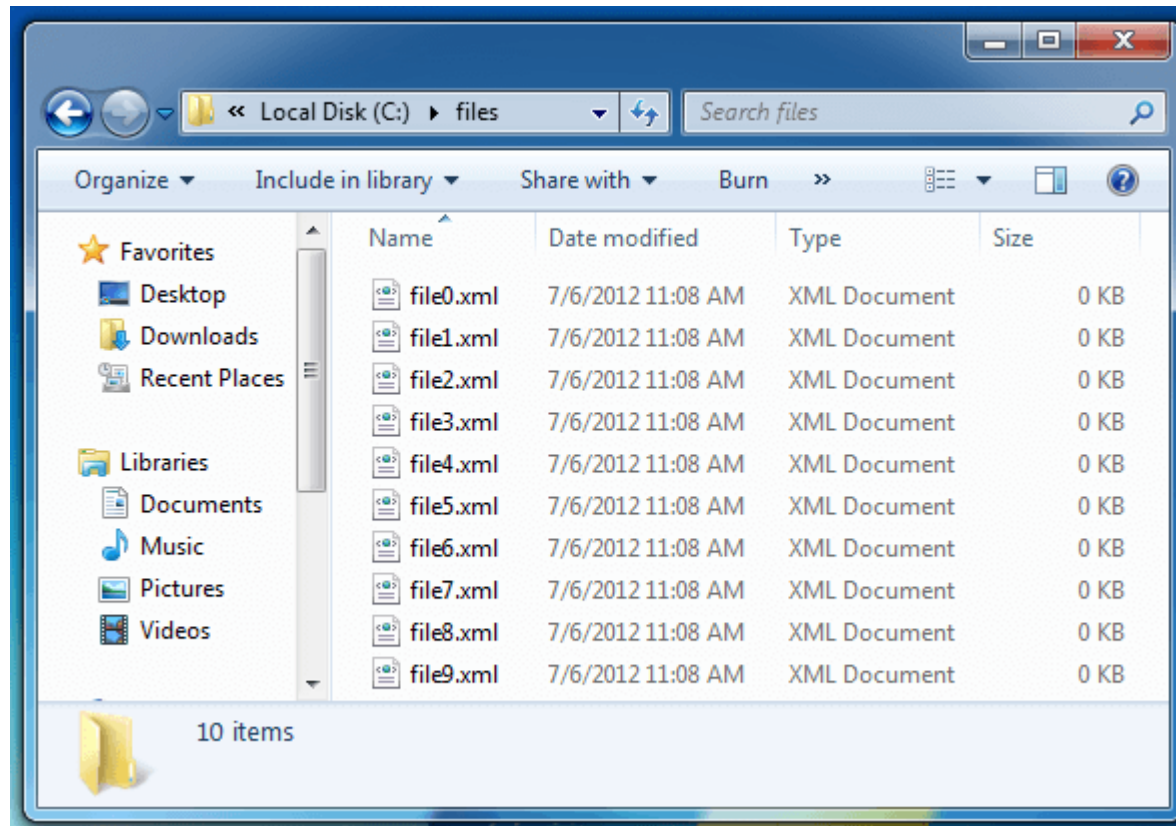 « Local Disk (C:) ▸ files
Search files
Organize Include in library Share with Burn »
Name Date modified Type Size
Favorites
Desktop
Downloads
Recent Places
Libraries
Documents
Music
Pictures
Videos
file0.xml 7/6/2012 11:08 AM XML Document 0 KB
file1.xml 7/6/2012 11:08 AM XML Document 0 KB
file2.xml 7/6/2012 11:08 AM XML Document 0 KB
file3.xml 7/6/2012 11:08 AM XML Document 0 KB
file4.xml 7/6/2012 11:08 AM XML Document 0 KB
file5.xml 7/6/2012 11:08 AM XML Document 0 KB
file6.xml 7/6/2012 11:08 AM XML Document 0 KB
file7.xml 7/6/2012 11:08 AM XML Document 0 KB
file8.xml 7/6/2012 11:08 AM XML Document 0 KB
file9.xml 7/6/2012 11:08 AM XML Document 0 KB
10 items